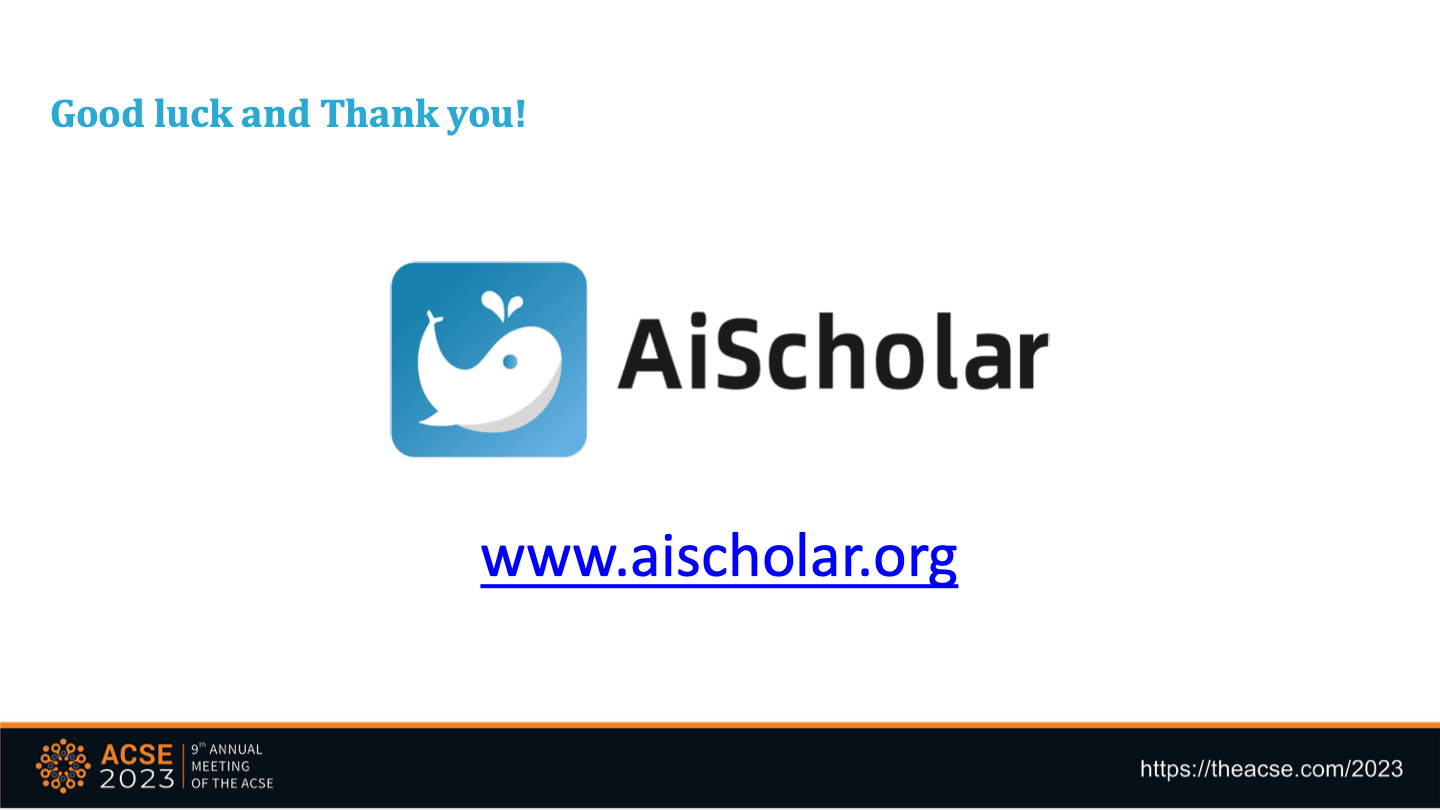 Good luck and Thank you!
AiScholar
www.aischolar.org
ACSE
2023
9th ANNUAL
MEETING
OF THE ACSE
https://theacse.com/2023